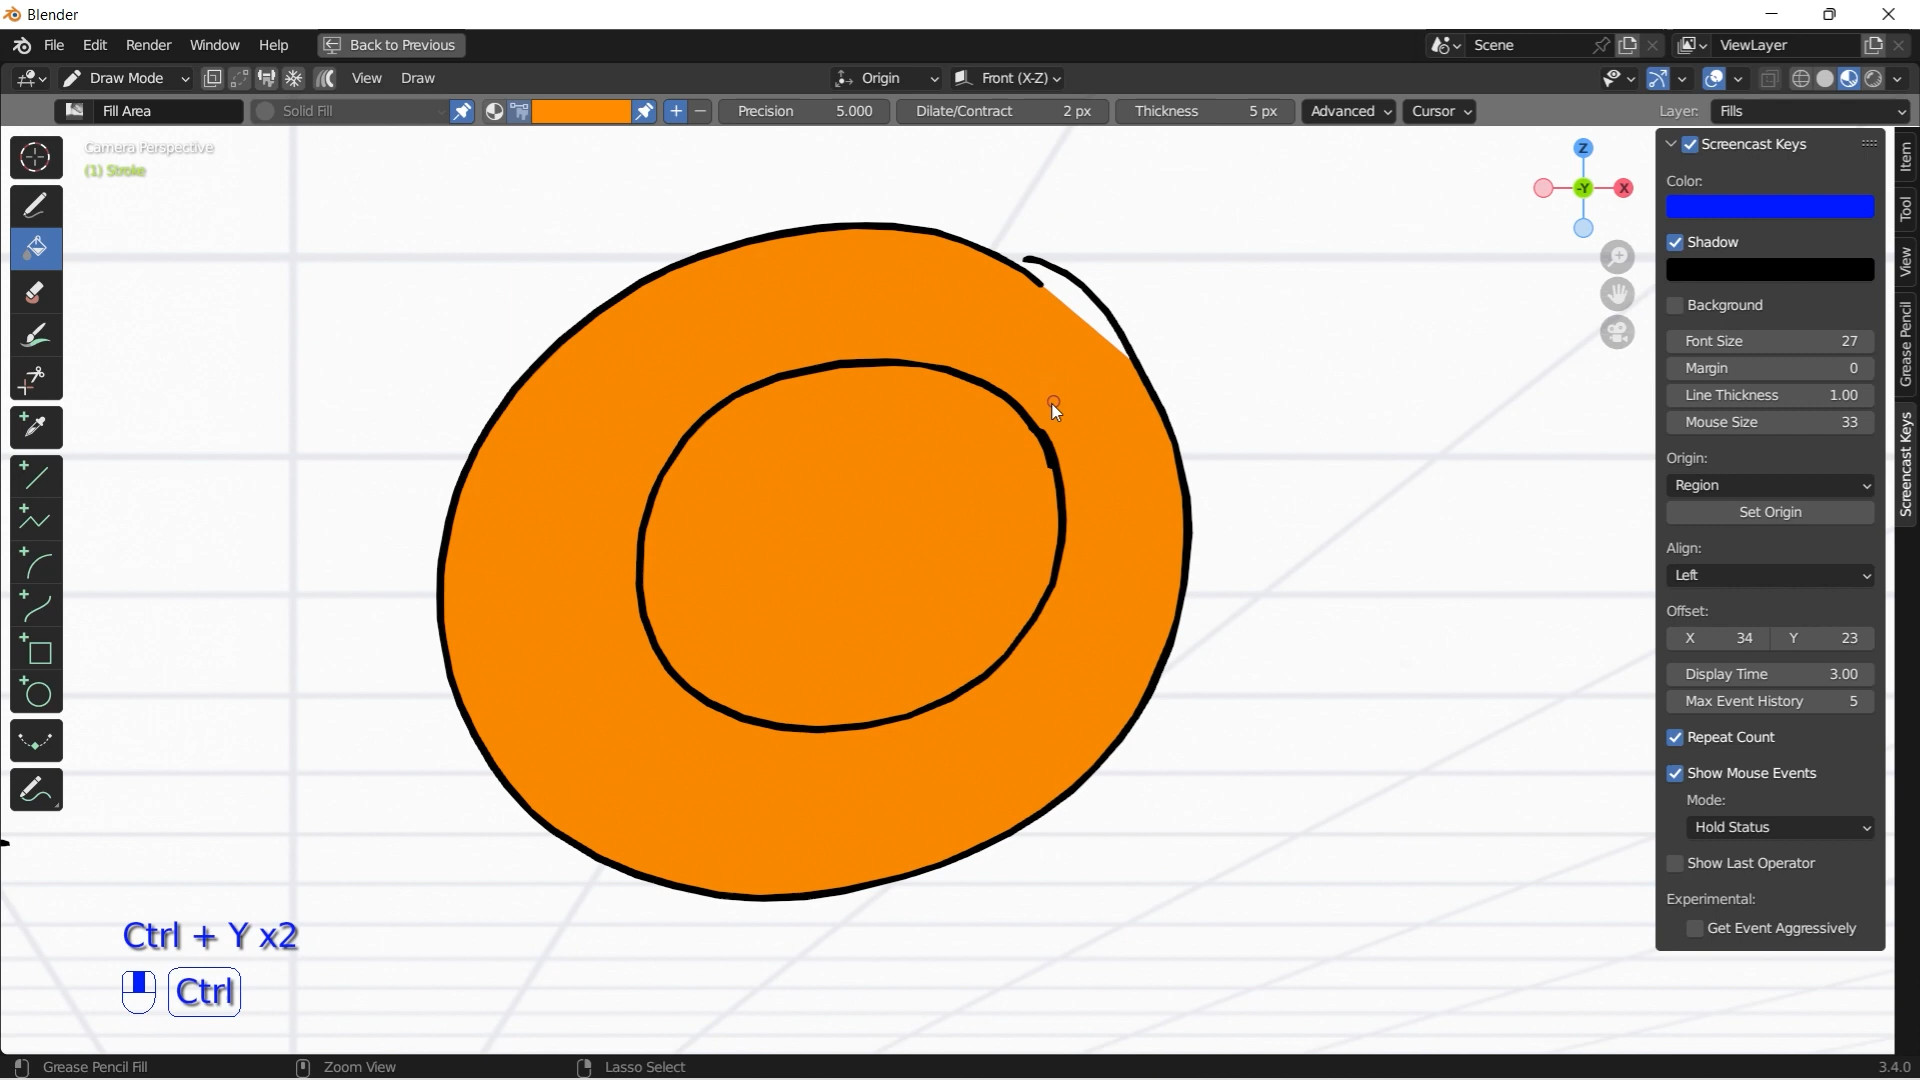 Blender
File Edit Render Window Help Back to Previous Scene ViewLayer
Draw Mode View Draw Origin Front (X-Z)
Fill Area Solid Fill Precision 5.000 Dilate/Contract 2 px Thickness 5 px Advanced Cursor Layer: Fills
Camera Perspective
(1) Stroke
Z
-Y X
Screencast Keys
Color:
Shadow
Background
Font Size 27
Margin 0
Line Thickness 1.00
Mouse Size 33
Origin:
Region
Set Origin
Align:
Left
Offset:
X 34 Y 23
Display Time 3.00
Max Event History 5
Repeat Count
Show Mouse Events
Mode:
Hold Status
Show Last Operator
Experimental:
Get Event Aggressively
Item
Tool
View
Grease Pencil
Screencast Keys
Ctrl + Y x2
Ctrl
Grease Pencil Fill Zoom View Lasso Select 3.4.0